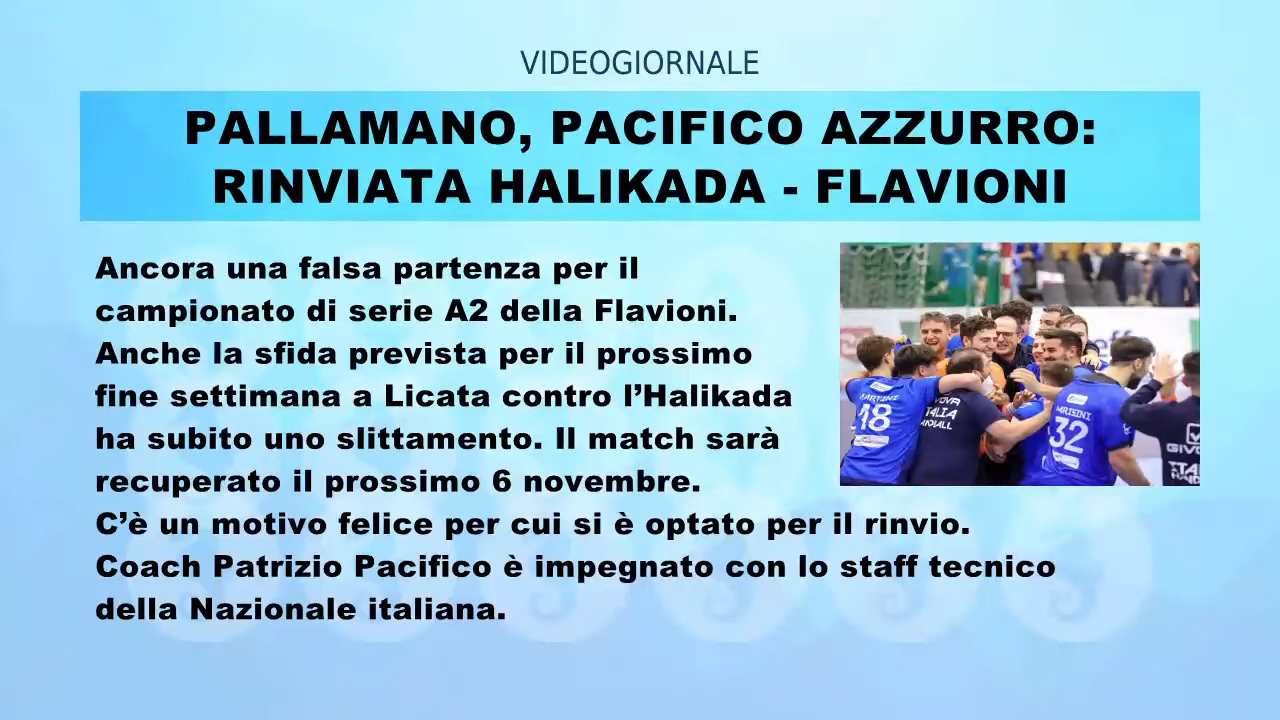 VIDEOGIORNALE
PALLAMANO, PACIFICO AZZURRO:
RINVIATA HALIKADA - FLAVIONI
Ancora una falsa partenza per il
campionato di serie A2 della Flavioni.
Anche la sfida prevista per il prossimo
fine settimana a Licata contro l’Halikada
ha subito uno slittamento. Il match sarà
recuperato il prossimo 6 novembre.
C’è un motivo felice per cui si è optato per il rinvio.
Coach Patrizio Pacifico è impegnato con lo staff tecnico
della Nazionale italiana.
18
32